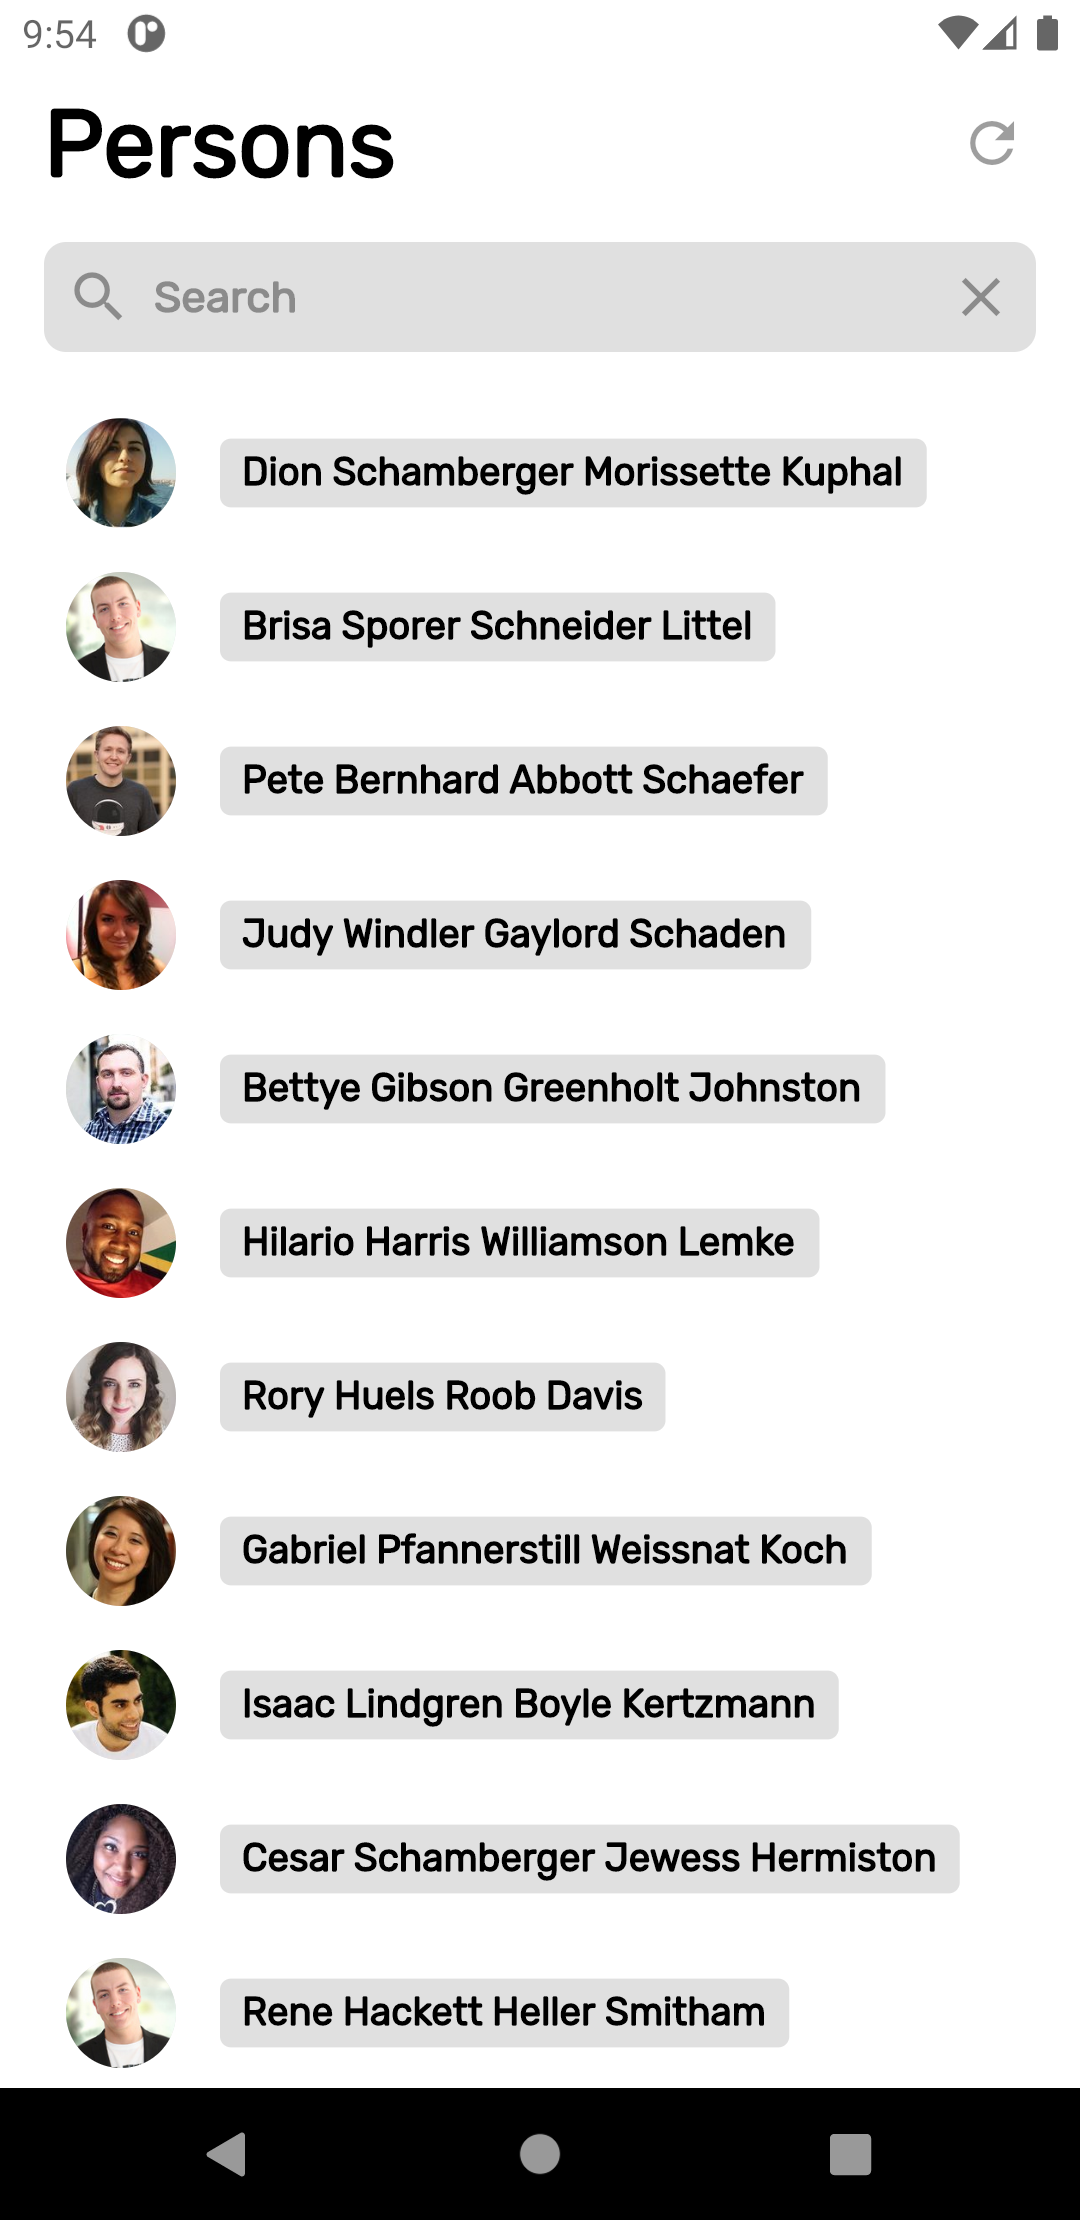 9:54
Persons
Search
Dion Schamberger Morissette Kuphal
Brisa Sporer Schneider Littel
Pete Bernhard Abbott Schaefer
Judy Windler Gaylord Schaden
Bettye Gibson Greenholt Johnston
Hilario Harris Williamson Lemke
Rory Huels Roob Davis
Gabriel Pfannerstill Weissnat Koch
Isaac Lindgren Boyle Kertzmann
Cesar Schamberger Jewess Hermiston
Rene Hackett Heller Smitham